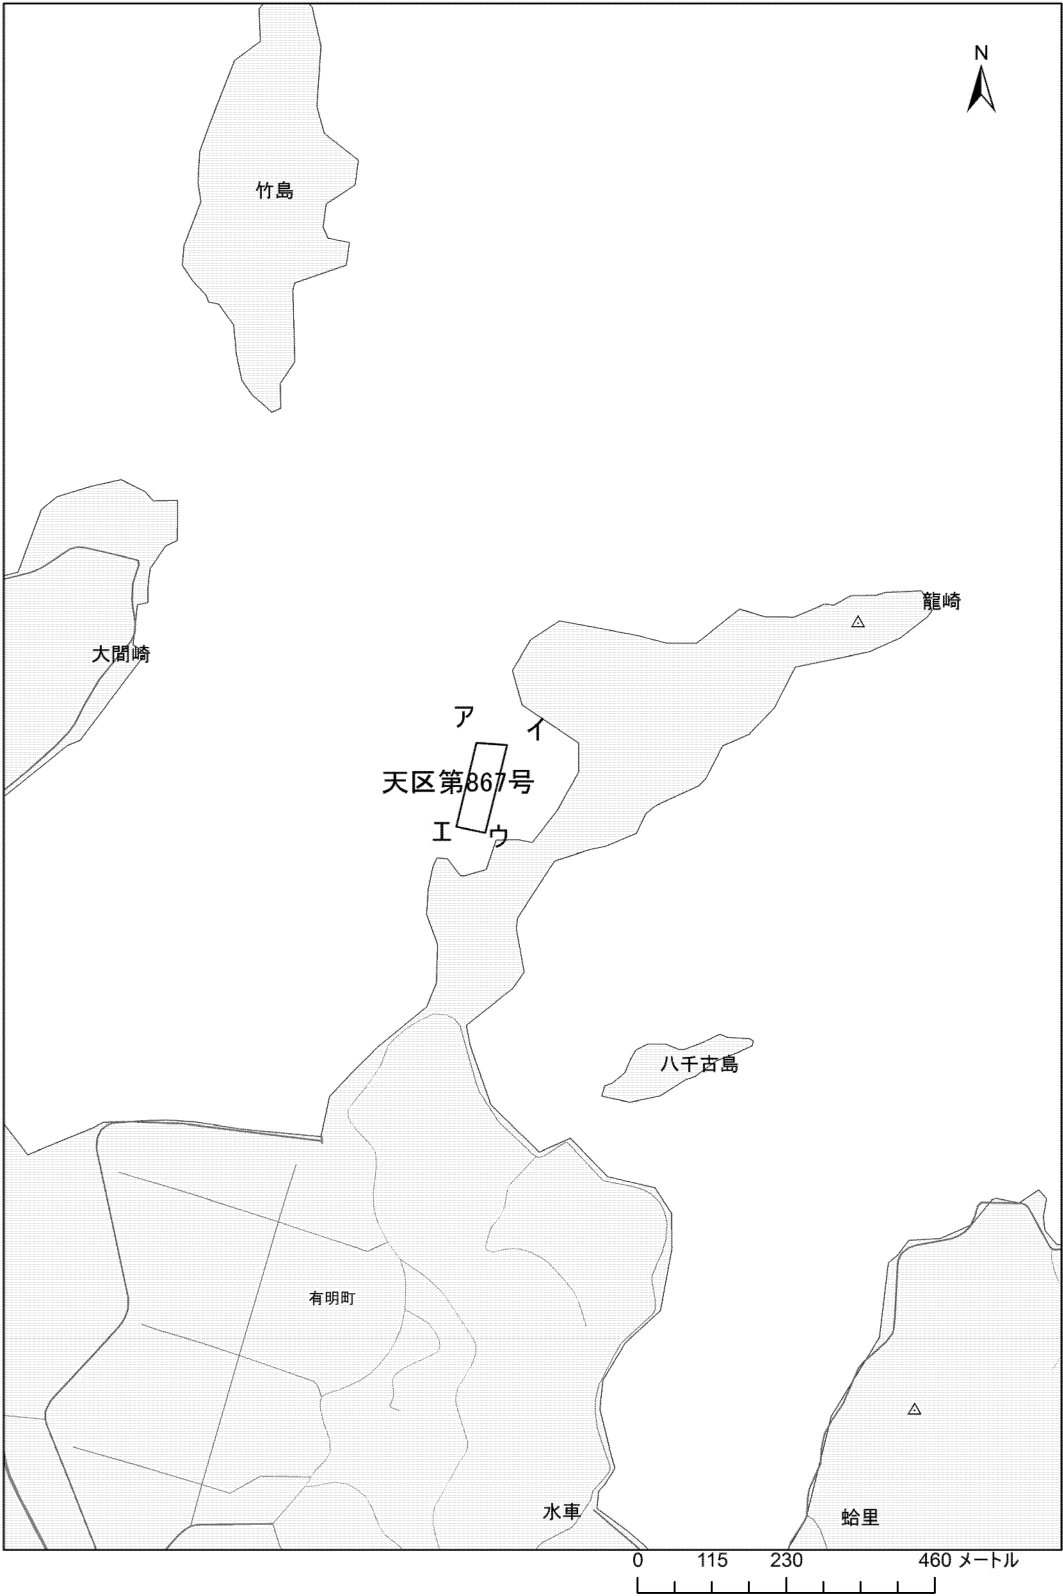 N
竹島
龍崎
大間崎
ア
イ
天区第867号
エ
ウ
八千古島
有明町
水車
蛤里
0 115 230 460 メートル